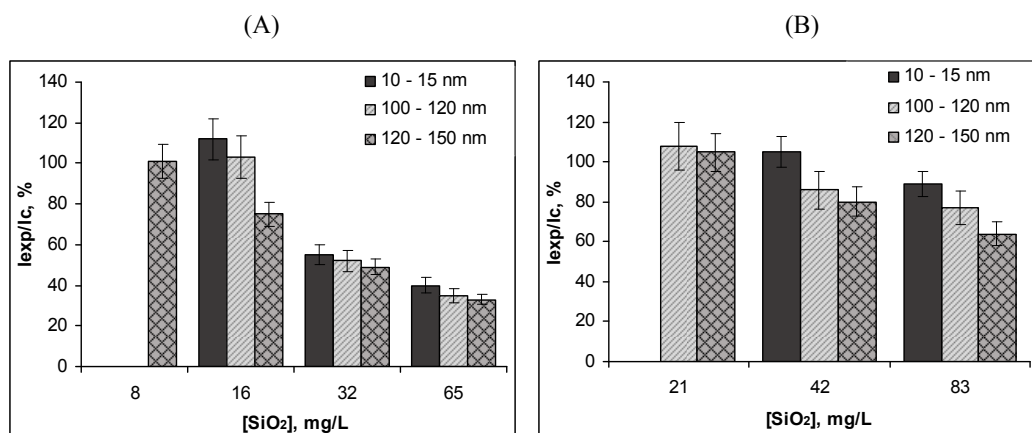 (A)
(B)
140
120
100
80
60
40
20
0
Iexp/Ic, %
10 - 15 nm
100 - 120 nm
120 - 150 nm
8 16 32 65
[SiO₂], mg/L
140
120
100
80
60
40
20
0
Iexp/Ic, %
10 - 15 nm
100 - 120 nm
120 - 150 nm
21 42 83
[SiO₂], mg/L